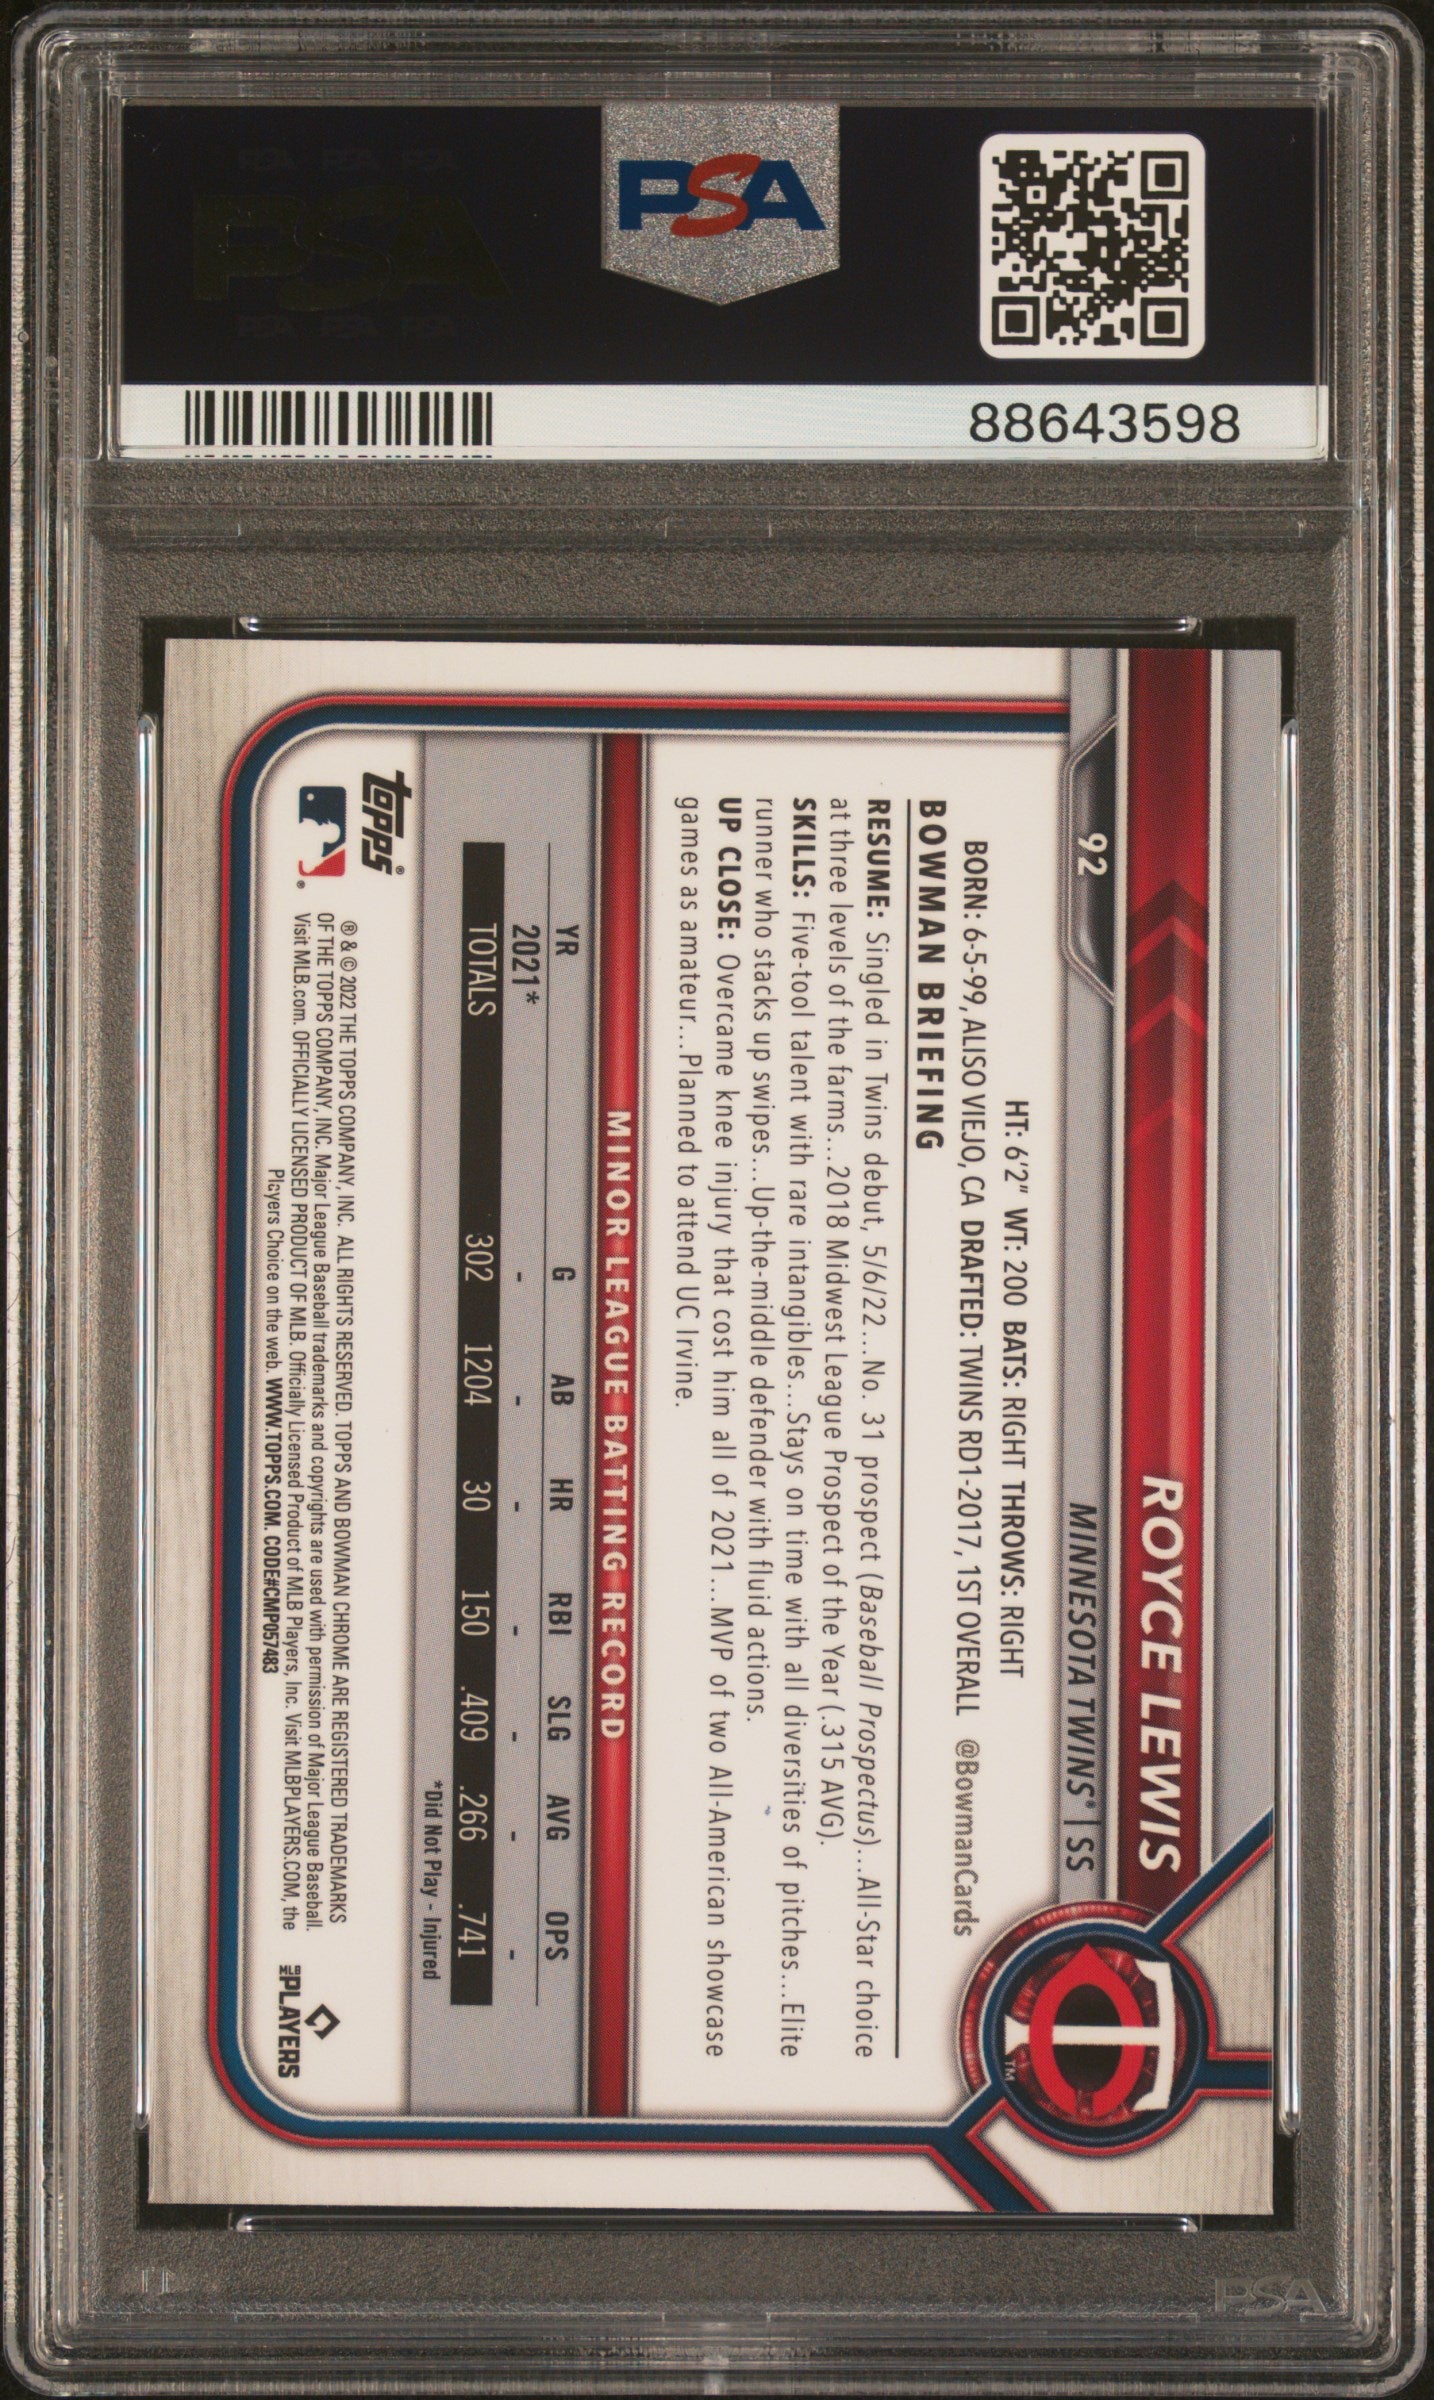 PSA
88643598
92
ROYCE LEWIS
MINNESOTA TWINS® | SS
HT: 6'2" WT: 200 BATS: RIGHT THROWS: RIGHT
BORN: 6-5-99, ALISO VIEJO, CA DRAFTED: TWINS RD1-2017, 1ST OVERALL @BowmanCards
BOWMAN BRIEFING
RESUME: Singled in Twins debut, 5/6/22...No. 31 prospect (Baseball Prospectus)...All-Star choice
at three levels of the farms...2018 Midwest League Prospect of the Year (.315 AVG).
SKILLS: Five-tool talent with rare intangibles...Stays on time with all diversities of pitches...Elite
runner who stacks up swipes...Up-the-middle defender with fluid actions.
UP CLOSE: Overcame knee injury that cost him all of 2021...MVP of two All-American showcase
games as amateur...Planned to attend UC Irvine.
TM
MINOR LEAGUE BATTING RECORD
YR G AB HR RBI SLG AVG OPS
2021* - - - - - - -
TOTALS 302 1204 30 150 .409 .266 .741
*Did Not Play – Injured
topps®
® & © 2022 THE TOPPS COMPANY, INC. ALL RIGHTS RESERVED. TOPPS AND BOWMAN CHROME ARE REGISTERED TRADEMARKS
OF THE TOPPS COMPANY, INC. Major League Baseball trademarks and copyrights are used with permission of Major League Baseball.
Visit MLB.com. OFFICIALLY LICENSED PRODUCT OF MLB. Officially Licensed Product of MLB Players, Inc. Visit MLBPLAYERS.COM, the
Players Choice on the web. WWW.TOPPS.COM. CODE#CMP057483
MLB PLAYERS
PSA